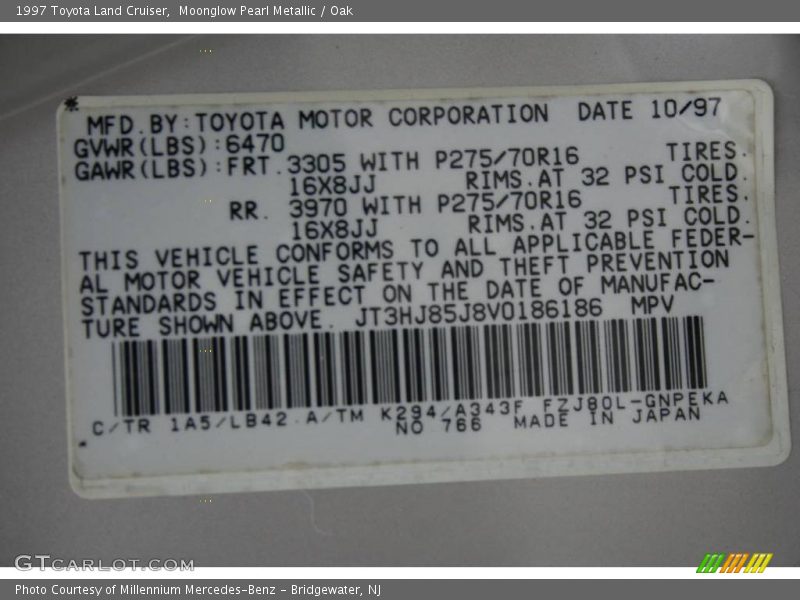 1997 Toyota Land Cruiser,  Moonglow Pearl Metallic / Oak
MFD.BY:TOYOTA MOTOR CORPORATION DATE 10/97
GVWR(LBS):6470
GAWR(LBS):FRT.3305 WITH P275/70R16 TIRES.
16X8JJ RIMS.AT 32 PSI COLD.
RR. 3970 WITH P275/70R16 TIRES.
16X8JJ RIMS.AT 32 PSI COLD.
THIS VEHICLE CONFORMS TO ALL APPLICABLE FEDER-
AL MOTOR VEHICLE SAFETY AND THEFT PREVENTION
STANDARDS IN EFFECT ON THE DATE OF MANUFAC-
TURE SHOWN ABOVE. JT3HJ85J8V0186186 MPV
C/TR 1A5/LB42.A/TM K294/A343F FZJ80L-GNPEKA
NO 766 MADE IN JAPAN
GTcarlot.com
Photo Courtesy of Millennium Mercedes-Benz - Bridgewater, NJ